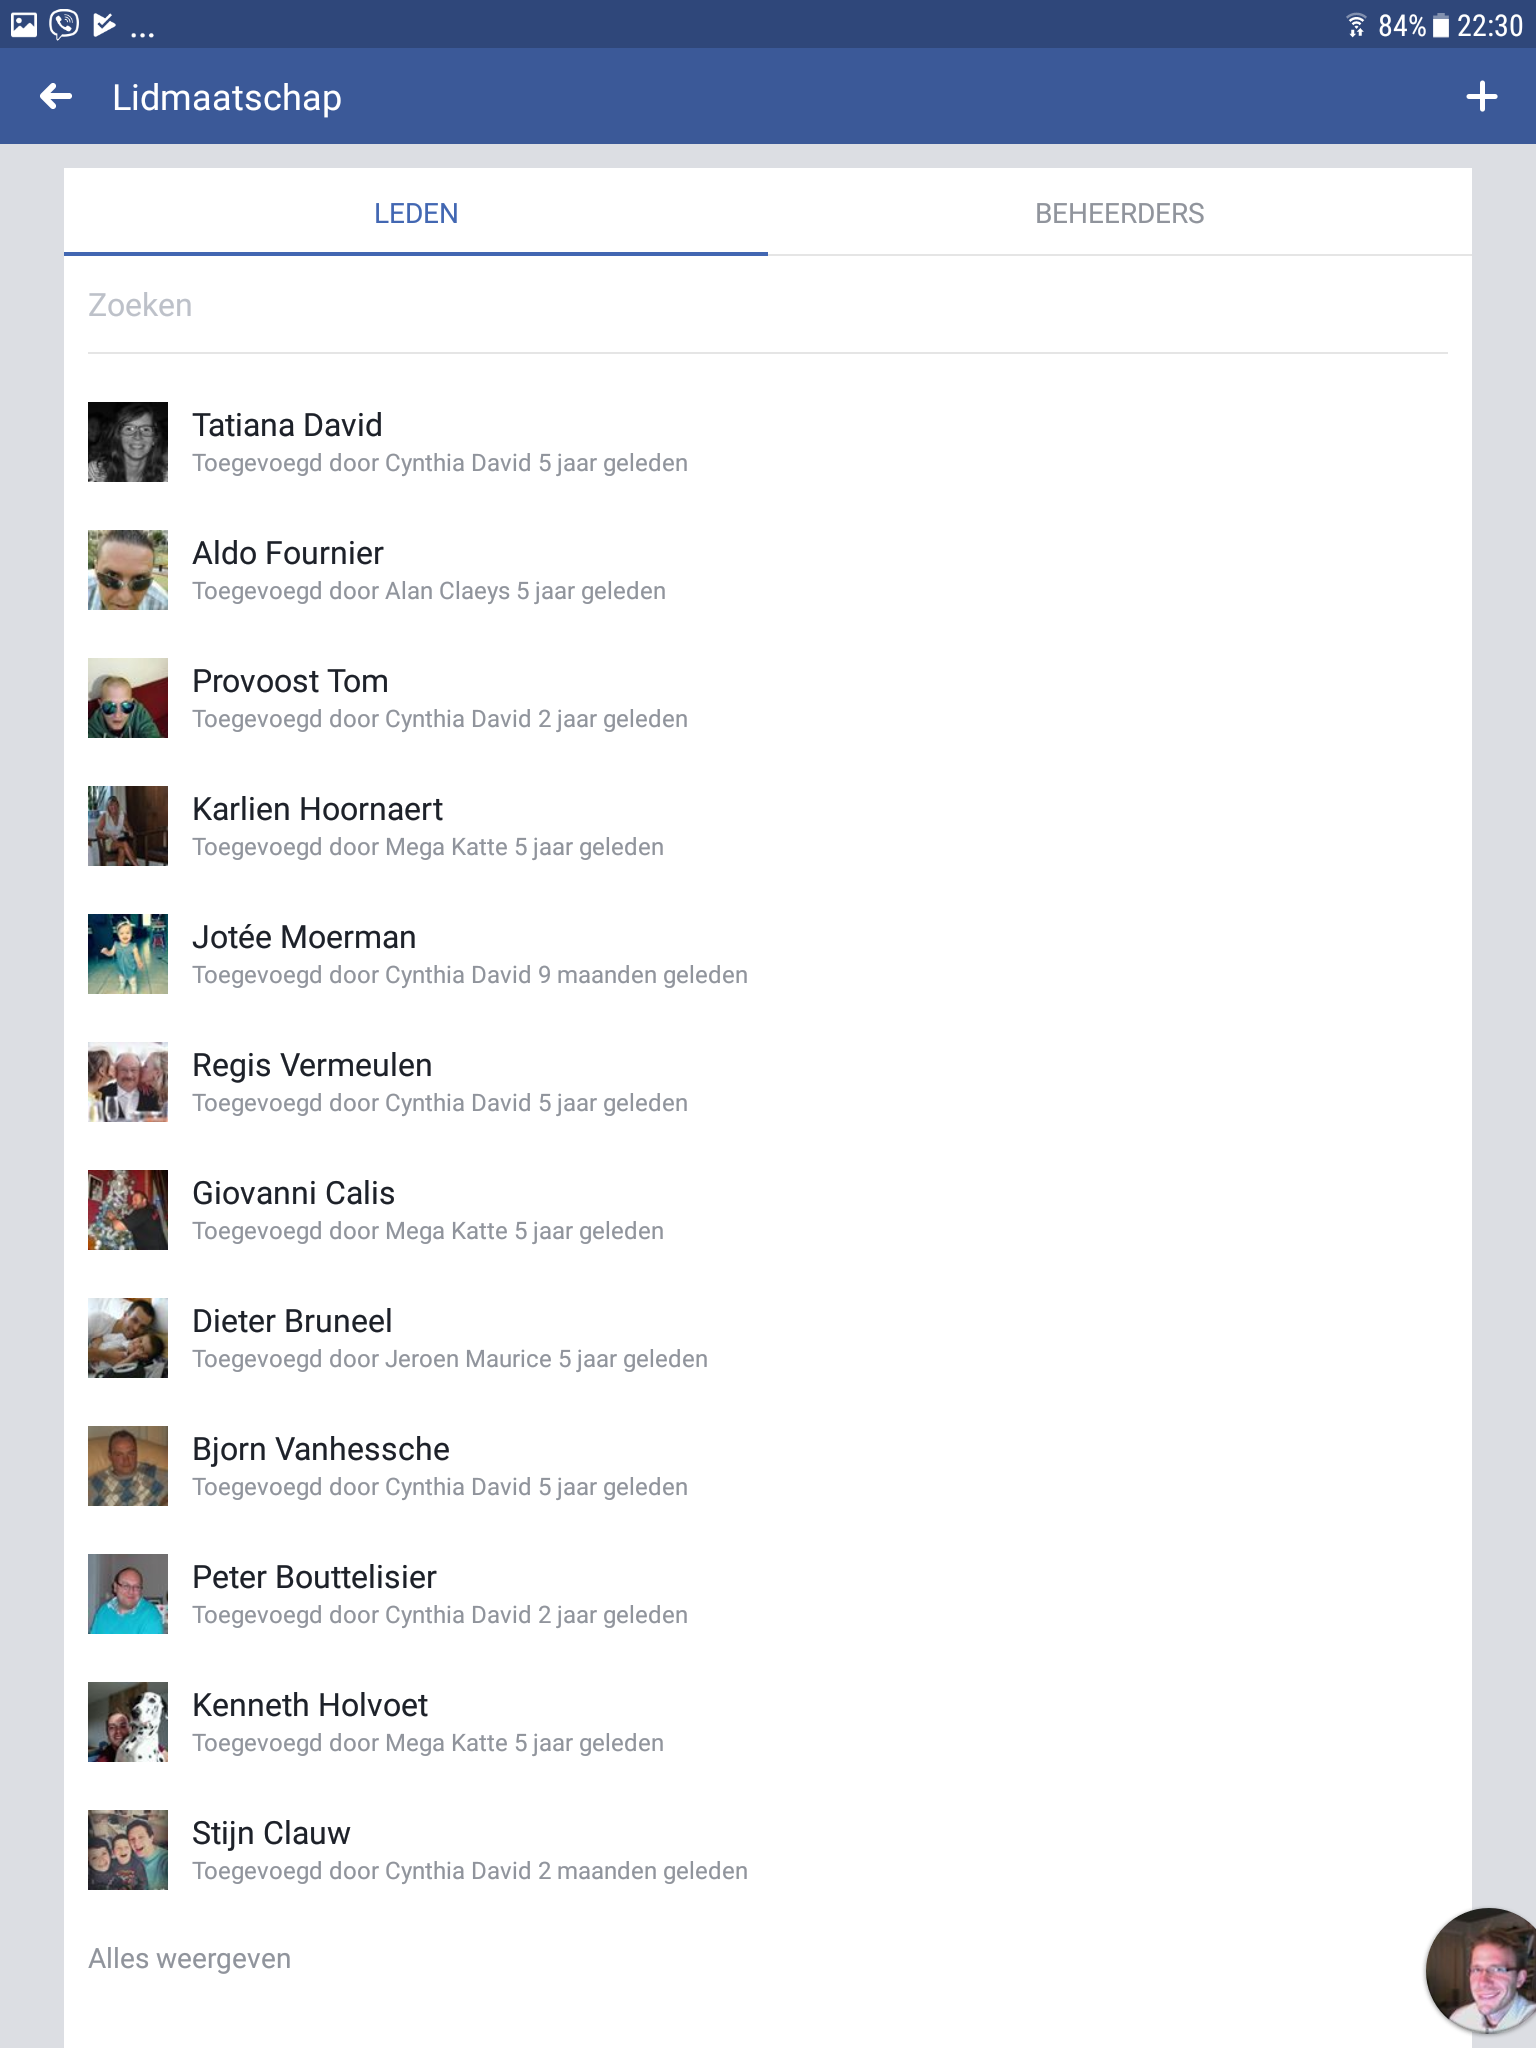 ... 84% 22:30
Lidmaatschap
LEDEN BEHEERDERS
Zoeken
Tatiana David
Toegevoegd door Cynthia David 5 jaar geleden
Aldo Fournier
Toegevoegd door Alan Claeys 5 jaar geleden
Provoost Tom
Toegevoegd door Cynthia David 2 jaar geleden
Karlien Hoornaert
Toegevoegd door Mega Katte 5 jaar geleden
Jotée Moerman
Toegevoegd door Cynthia David 9 maanden geleden
Regis Vermeulen
Toegevoegd door Cynthia David 5 jaar geleden
Giovanni Calis
Toegevoegd door Mega Katte 5 jaar geleden
Dieter Bruneel
Toegevoegd door Jeroen Maurice 5 jaar geleden
Bjorn Vanhessche
Toegevoegd door Cynthia David 5 jaar geleden
Peter Bouttelisier
Toegevoegd door Cynthia David 2 jaar geleden
Kenneth Holvoet
Toegevoegd door Mega Katte 5 jaar geleden
Stijn Clauw
Toegevoegd door Cynthia David 2 maanden geleden
Alles weergeven